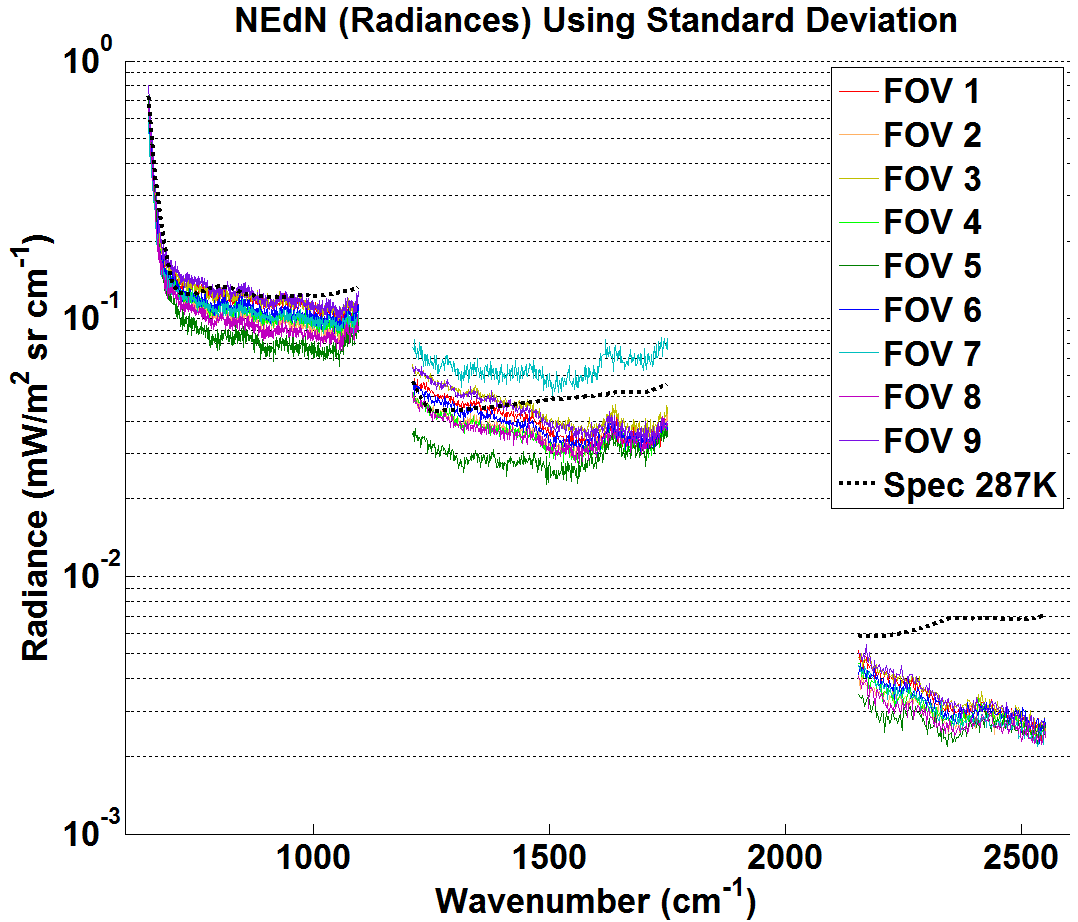 NEdN (Radiances) Using Standard Deviation
10^0
10^-1
10^-2
10^-3
Radiance (mW/m^2 sr cm^-1)
FOV 1
FOV 2
FOV 3
FOV 4
FOV 5
FOV 6
FOV 7
FOV 8
FOV 9
Spec 287K
1000
1500
2000
2500
Wavenumber (cm^-1)